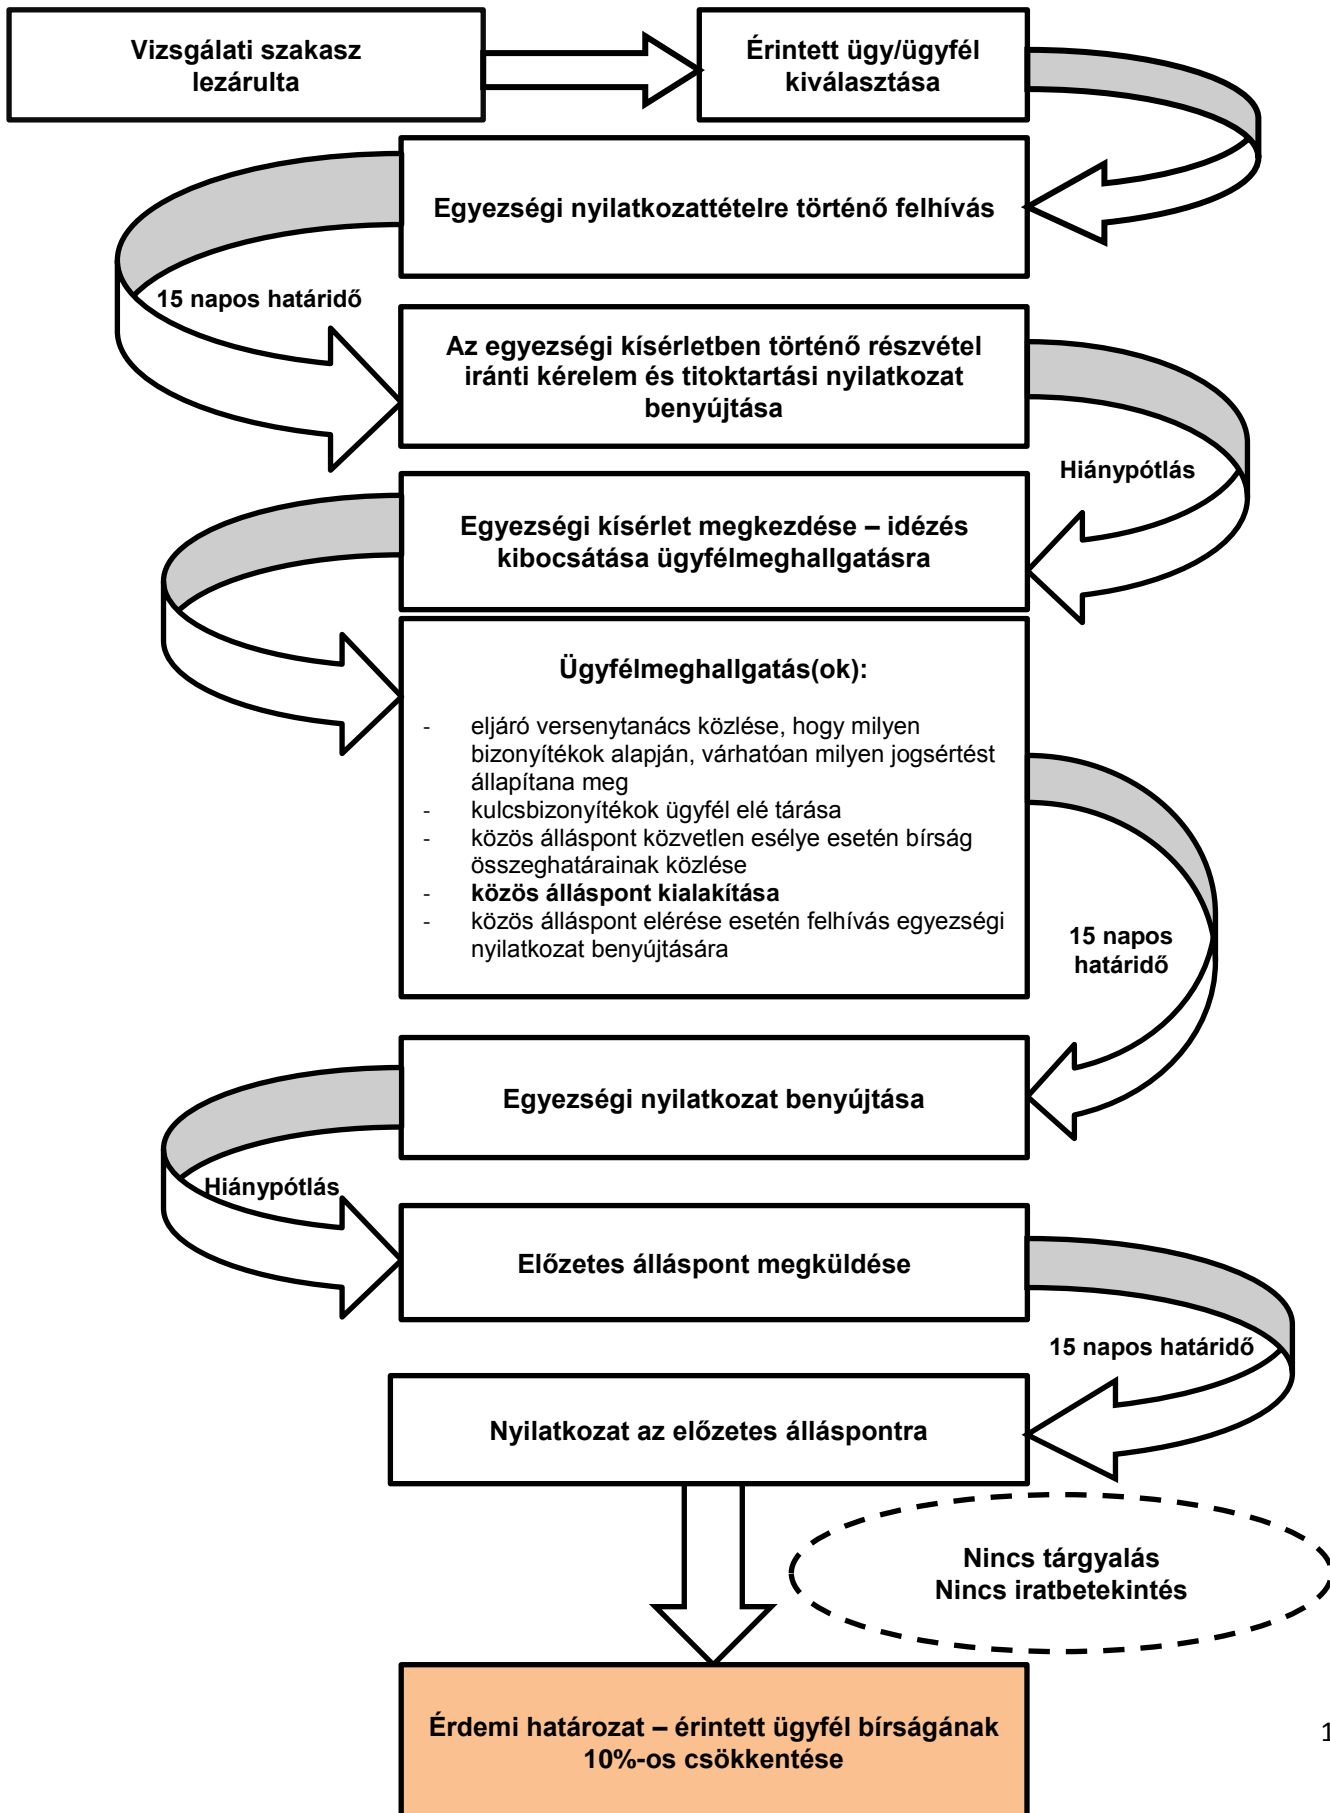 Vizsgálati szakasz
lezárulta
Érintett ügy/ügyfél
kiválasztása
Egyezségi nyilatkozattételre történő felhívás
15 napos határidő
Az egyezségi kísérletben történő részvétel
iránti kérelem és titoktartási nyilatkozat
benyújtása
Hiánypótlás
Egyezségi kísérlet megkezdése – idézés
kibocsátása ügyfélmeghallgatásra
Ügyfélmeghallgatás(ok):
- eljáró versenytanács közlése, hogy milyen
bizonyítékok alapján, várhatóan milyen jogsértést
állapítana meg
- kulcsbizonyítékok ügyfél elé tárása
- közös álláspont közvetlen esélye esetén bírság
összeghatárainak közlése
- közös álláspont kialakítása
- közös álláspont elérése esetén felhívás egyezségi
nyilatkozat benyújtására
15 napos
határidő
Egyezségi nyilatkozat benyújtása
Hiánypótlás
Előzetes álláspont megküldése
15 napos határidő
Nyilatkozat az előzetes álláspontra
Nincs tárgyalás
Nincs iratbetekintés
Érdemi határozat – érintett ügyfél bírságának
10%-os csökkentése
1